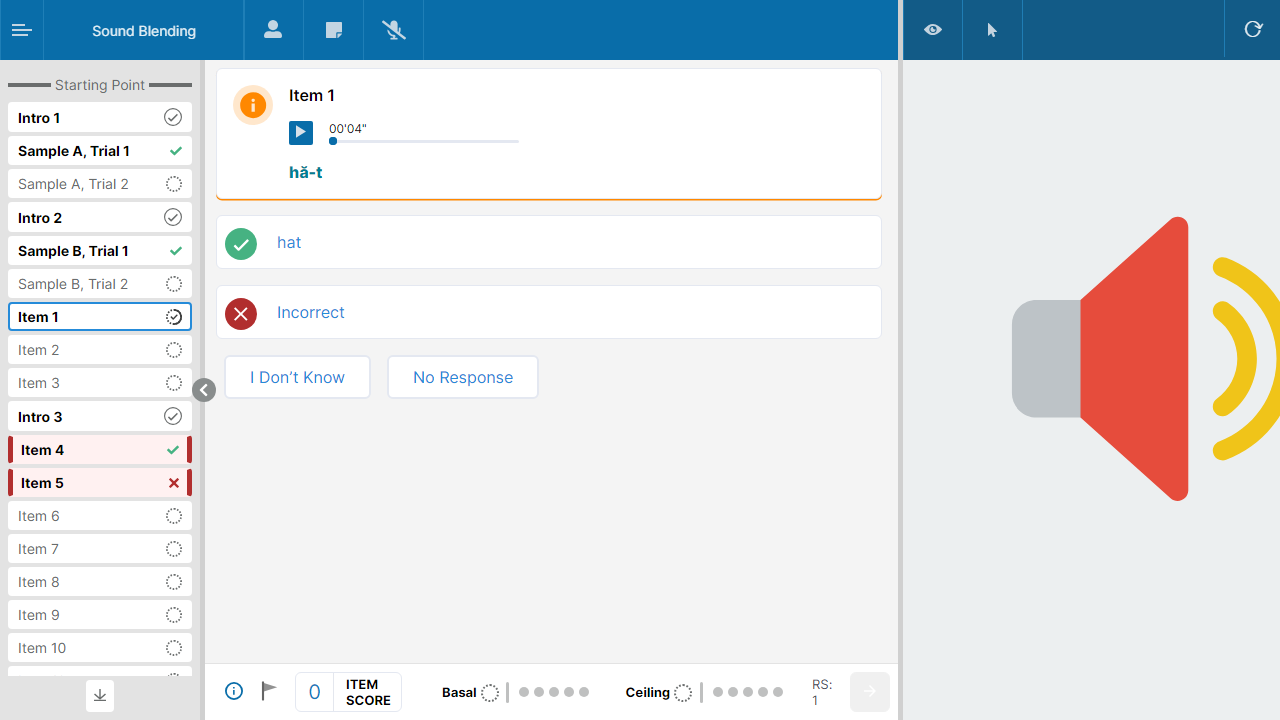 Sound Blending
Starting Point
Intro 1
Sample A, Trial 1
Sample A, Trial 2
Intro 2
Sample B, Trial 1
Sample B, Trial 2
Item 1
Item 2
Item 3
Intro 3
Item 4
Item 5
Item 6
Item 7
Item 8
Item 9
Item 10
Item 1
00'04"
hă-t
hat
Incorrect
I Don’t Know
No Response
0
ITEM
SCORE
Basal
Ceiling
RS:
1